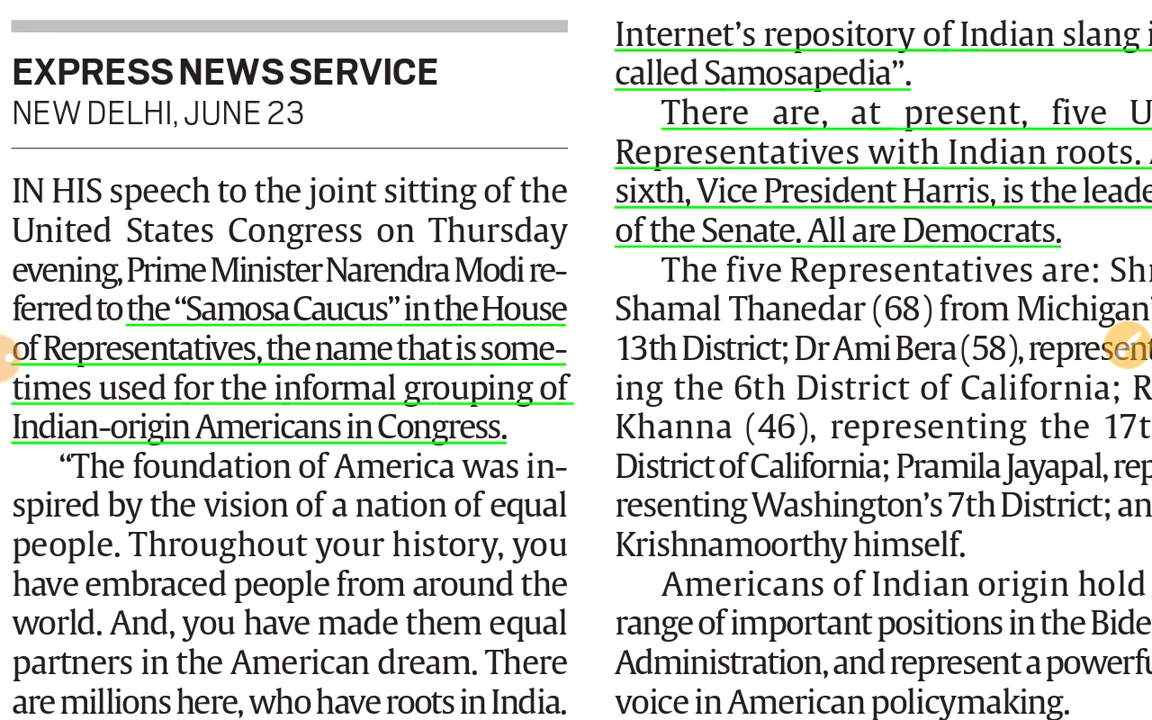 EXPRESS NEWS SERVICE
NEW DELHI, JUNE 23
IN HIS speech to the joint sitting of the
United States Congress on Thursday
evening, Prime Minister Narendra Modi re-
ferred to the “Samosa Caucus” in the House
of Representatives, the name that is some-
times used for the informal grouping of
Indian-origin Americans in Congress.
“The foundation of America was in-
spired by the vision of a nation of equal
people. Throughout your history, you
have embraced people from around the
world. And, you have made them equal
partners in the American dream. There
are millions here, who have roots in India.
Internet’s repository of Indian slang
called Samosapedia”.
There are, at present, five
Representatives with Indian roots.
sixth, Vice President Harris, is the
of the Senate. All are Democrats.
The five Representatives are:
Shamal Thanedar (68) from Michigan’
13th District; Dr Ami Bera (58),
ing the 6th District of California;
Khanna (46), representing the
District of California; Pramila Jayapal,
resenting Washington’s 7th District;
Krishnamoorthy himself.
Americans of Indian origin hold
range of important positions in the
Administration, and represent a
voice in American policymaking.